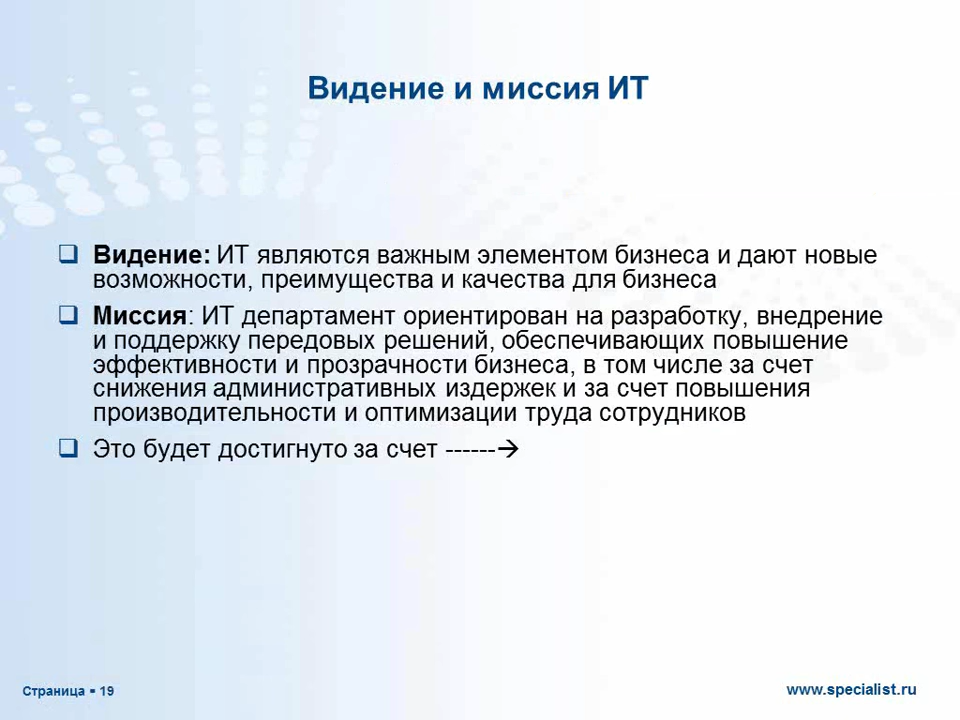 Видение и миссия ИТ
❑ Видение: ИТ являются важным элементом бизнеса и дают новые
возможности, преимущества и качества для бизнеса
❑ Миссия: ИТ департамент ориентирован на разработку, внедрение
и поддержку передовых решений, обеспечивающих повышение
эффективности и прозрачности бизнеса, в том числе за счет
снижения административных издержек и за счет повышения
производительности и оптимизации труда сотрудников
❑ Это будет достигнуто за счет ------→
Страница ▪ 19
www.specialist.ru